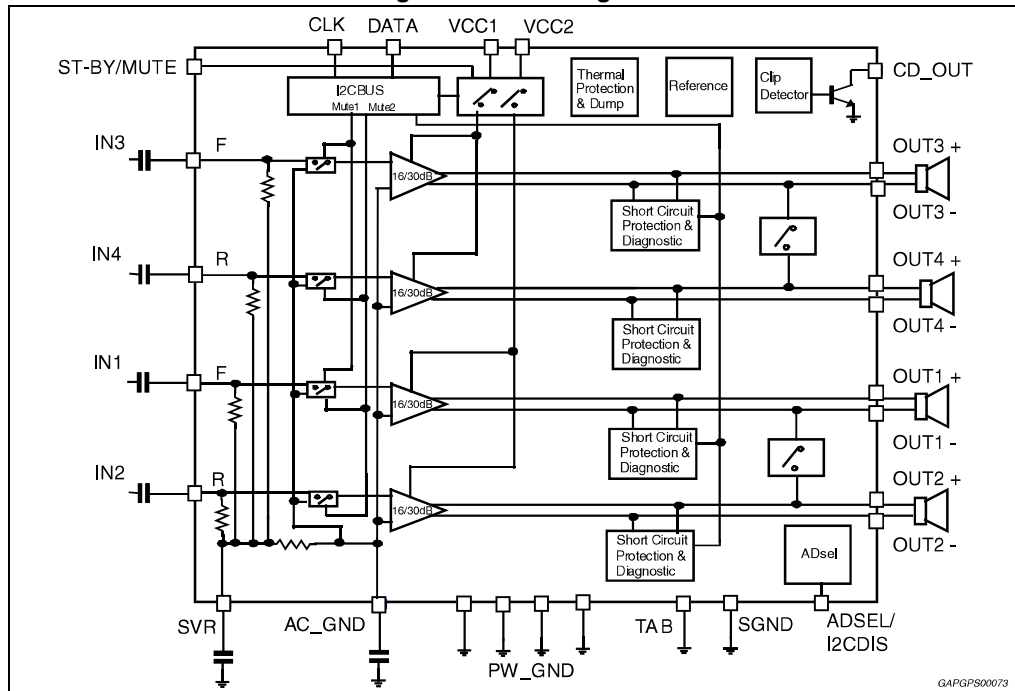 CLK DATA VCC1 VCC2
ST-BY/MUTE
I2CBUS
Mute1 Mute2
Thermal
Protection
& Dump
Reference
Clip
Detector
CD_OUT
IN3
F
16/30dB
OUT3 +
OUT3 -
Short Circuit
Protection &
Diagnostic
IN4
R
16/30dB
OUT4 +
OUT4 -
Short Circuit
Protection &
Diagnostic
IN1
F
16/30dB
OUT1 +
OUT1 -
Short Circuit
Protection &
Diagnostic
IN2
R
16/30dB
OUT2 +
OUT2 -
Short Circuit
Protection &
Diagnostic
ADsel
SVR
AC_GND
PW_GND
TAB
SGND
ADSEL/
I2CDIS
GAPGPS00073